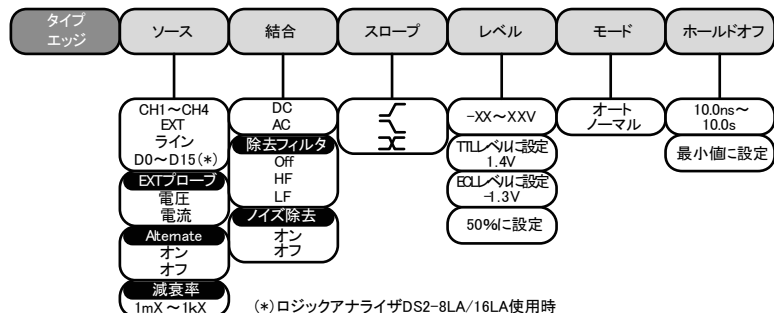 タイプ
エッジ
ソース
結合
スロープ
レベル
モード
ホールドオフ
CH1～CH4
EXT
ライン
D0～D15(*)
EXTプローブ
電圧
電流
Alternate
オン
オフ
減衰率
1mX～1kX
DC
AC
除去フィルタ
Off
HF
LF
ノイズ除去
オン
オフ
-XX～XXV
TTLレベルに設定
1.4V
ECLレベルに設定
-1.3V
50%に設定
オート
ノーマル
10.0ns～
10.0s
最小値に設定
(*)ロジックアナライザDS2-8LA/16LA使用時